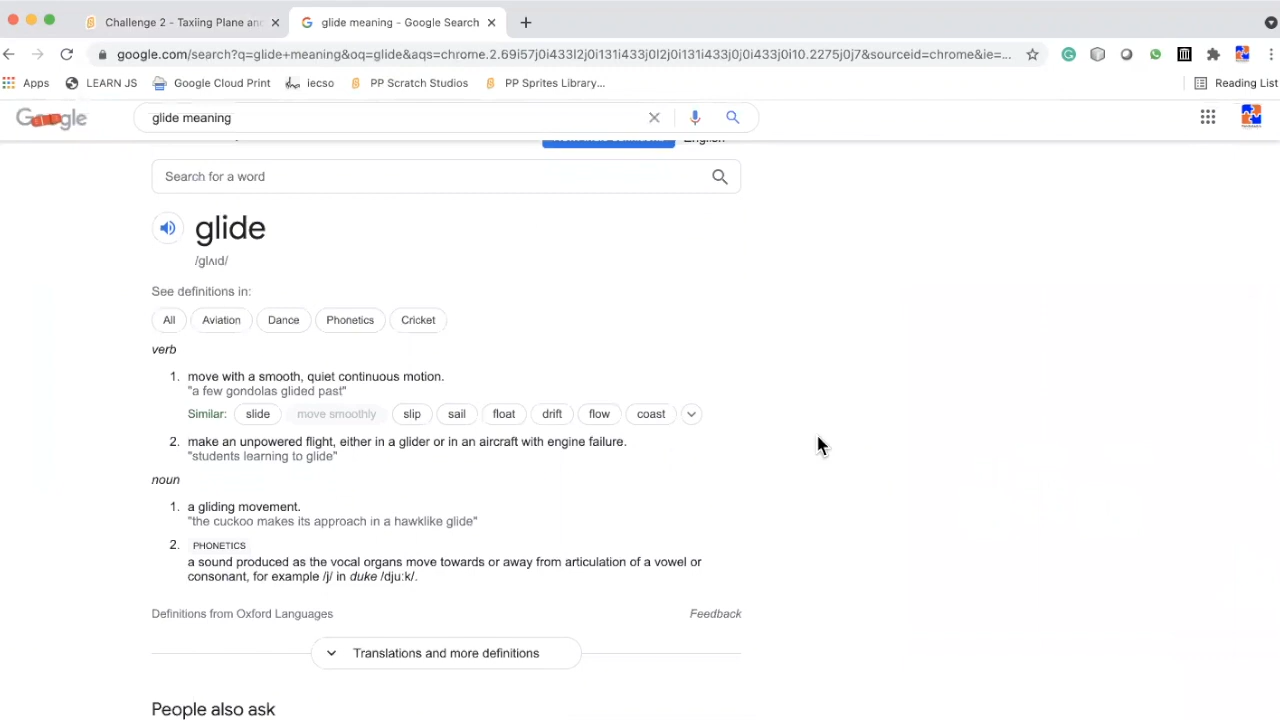 Challenge 2 - Taxiing Plane and
glide meaning - Google Search
google.com/search?q=glide+meaning&oq=glide&aqs=chrome.2.69i57j0i433l2j0i131i433j0l2j0i131i433j0i433j0i10.2275j0j7&sourceid=chrome&ie=...
Apps LEARN JS Google Cloud Print iecso PP Scratch Studios PP Sprites Library... Reading List
Google
glide meaning
English
Search for a word
glide
/ɡlʌɪd/
See definitions in:
All Aviation Dance Phonetics Cricket
verb
1. move with a smooth, quiet continuous motion.
"a few gondolas glided past"
Similar: slide move smoothly slip sail float drift flow coast
2. make an unpowered flight, either in a glider or in an aircraft with engine failure.
"students learning to glide"
noun
1. a gliding movement.
"the cuckoo makes its approach in a hawklike glide"
2. PHONETICS
a sound produced as the vocal organs move towards or away from articulation of a vowel or
consonant, for example /j/ in duke /djuːk/.
Definitions from Oxford Languages
Feedback
Translations and more definitions
People also ask